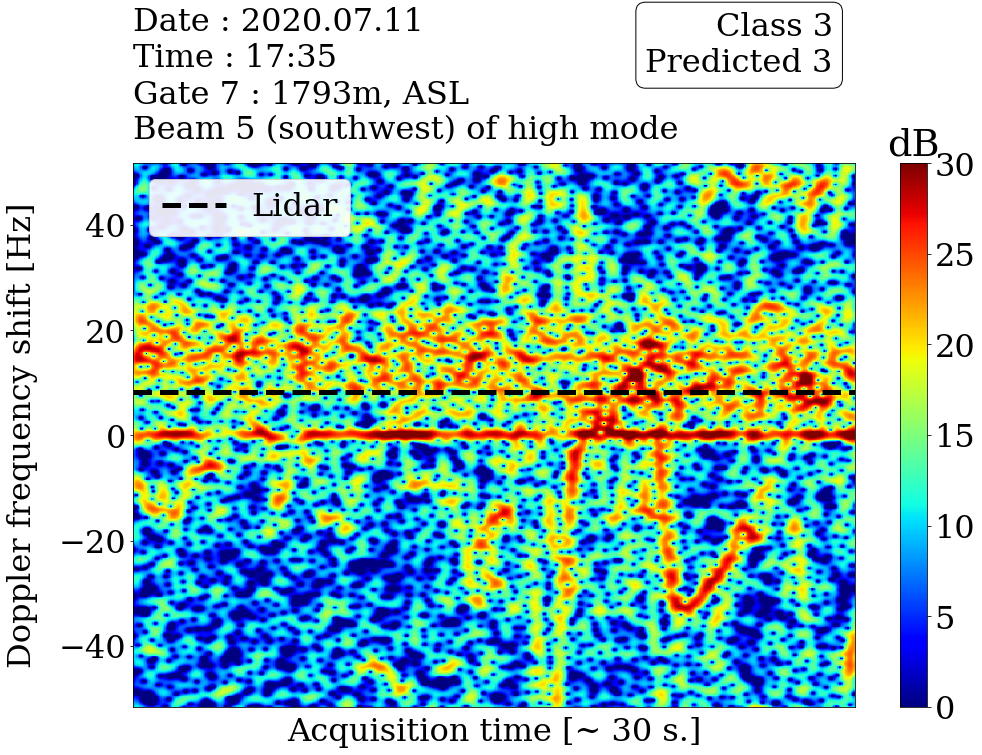 Date : 2020.07.11
Time : 17:35
Gate 7 : 1793m, ASL
Beam 5 (southwest) of high mode
Class 3
Predicted 3
dB
Lidar
Doppler frequency shift [Hz]
40
20
0
−20
−40
30
25
20
15
10
5
0
Acquisition time [~ 30 s.]